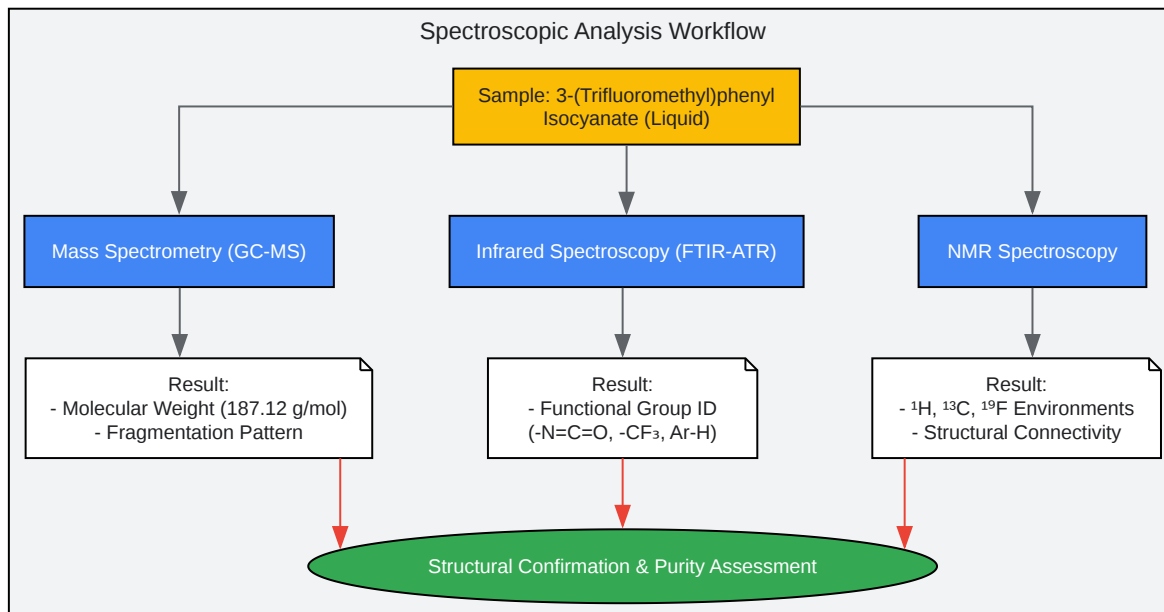 Spectroscopic Analysis Workflow
Sample: 3-(Trifluoromethyl)phenyl
Isocyanate (Liquid)
Mass Spectrometry (GC-MS)
Infrared Spectroscopy (FTIR-ATR)
NMR Spectroscopy
Result:
- Molecular Weight (187.12 g/mol)
- Fragmentation Pattern
Result:
- Functional Group ID
(-N=C=O, -CF₃, Ar-H)
Result:
- ¹H, ¹³C, ¹⁹F Environments
- Structural Connectivity
Structural Confirmation & Purity Assessment